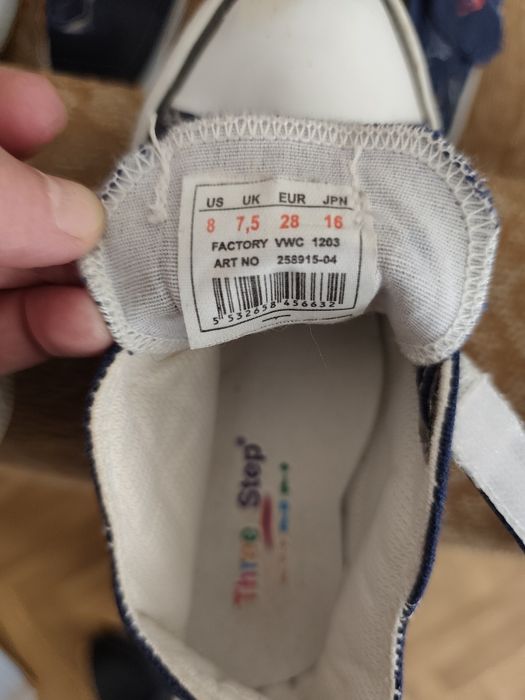 US UK EUR JPN
8 7,5 28 16
FACTORY VWC 1203
ART NO 258915-04
5 532658 456632
Three Step®